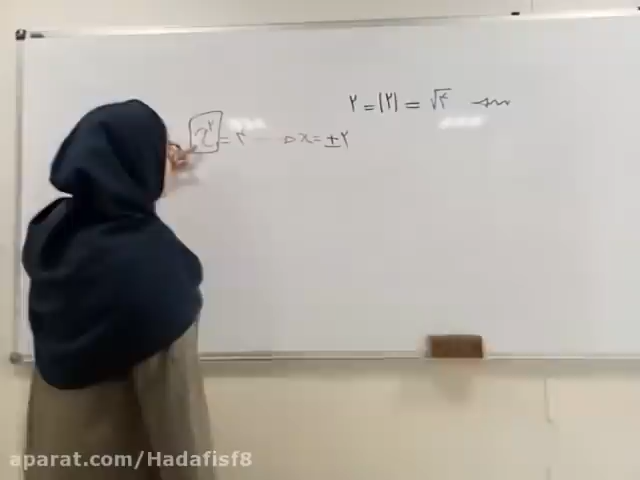 ۲ = |۲| = √۴
x² = ۴ ⊳ x = ±۲
aparat.com/Hadafisf8